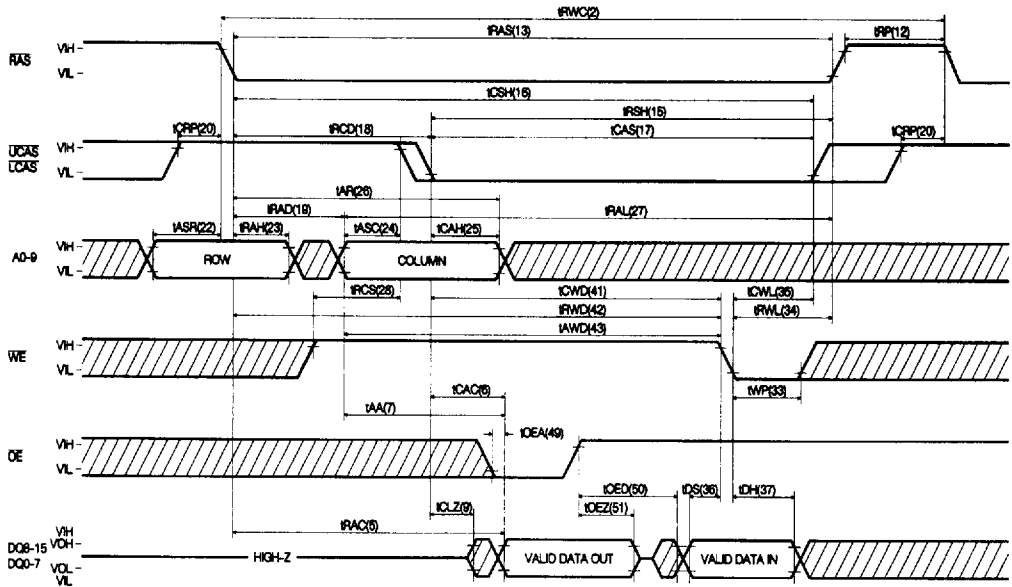 tRWC(2)
tRAS(13)
tRP(12)
RAS
VIH
VIL
tCSH(16)
tRSH(15)
tCRP(20)
tRCD(18)
tCAS(17)
tCRP(20)
UCAS
LCAS
VIH
VIL
tAR(26)
tRAD(19)
tRAL(27)
tASR(22)
tRAH(23)
tASC(24)
tCAH(25)
A0-9
VIH
VIL
ROW
COLUMN
tRCS(28)
tCWD(41)
tCWL(35)
tRWD(42)
tRWL(34)
tAWD(43)
WE
VIH
VIL
tCAC(6)
tWP(33)
tAA(7)
tOEA(49)
OE
VIH
VIL
tOED(50)
tDS(36)
tDH(37)
tCLZ(9)
tOEZ(51)
tRAC(5)
VIH
DQ8-15 VOH
DQ0-7
VOL
VIL
HIGH-Z
VALID DATA OUT
VALID DATA IN